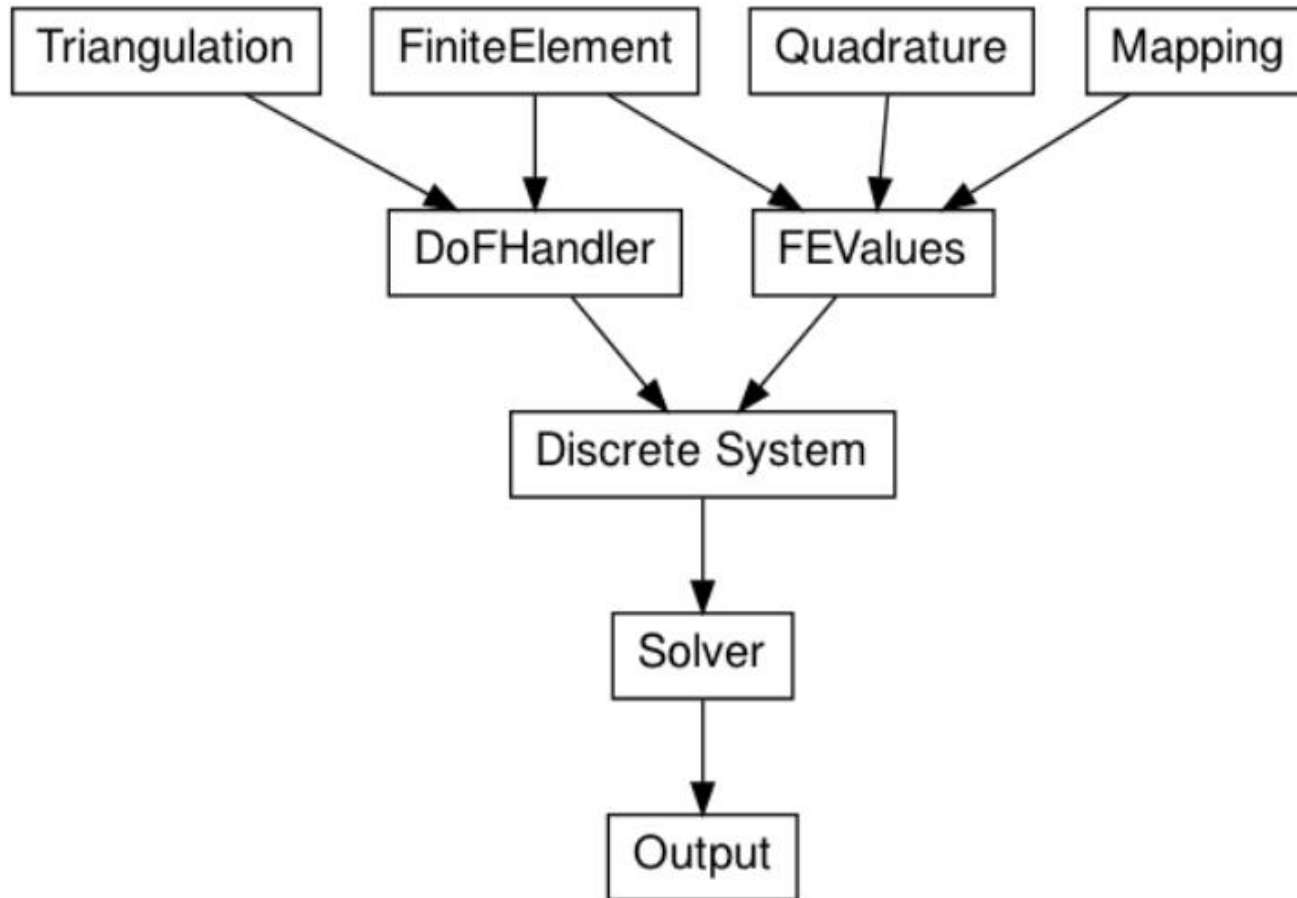 Triangulation
FiniteElement
Quadrature
Mapping
DoFHandler
FEValues
Discrete System
Solver
Output